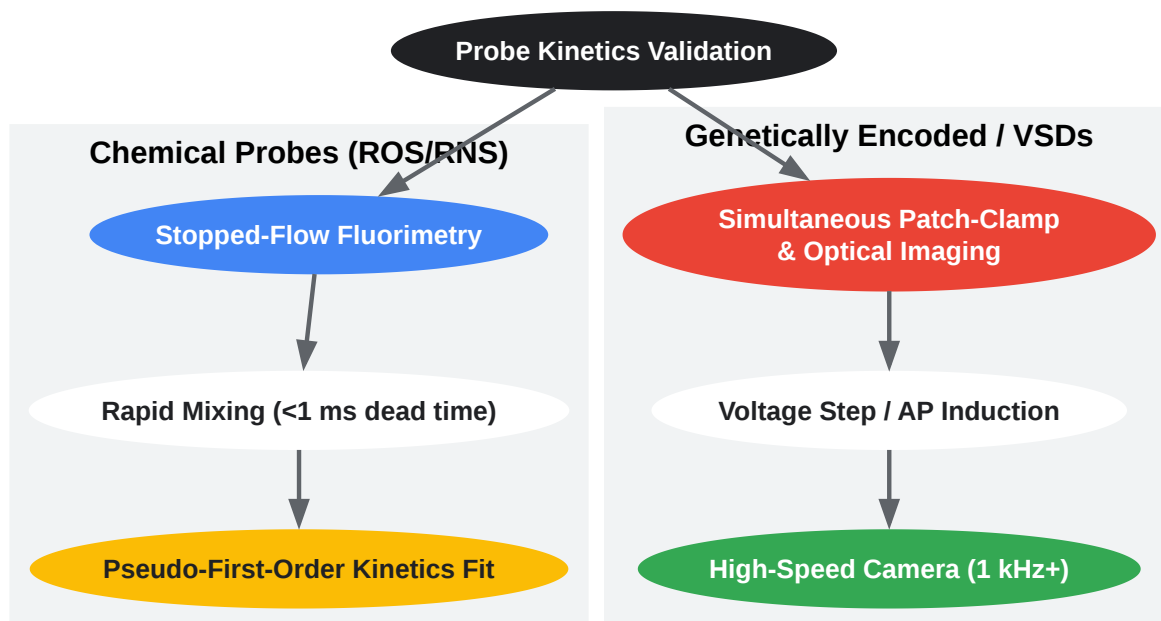 Probe Kinetics Validation
Chemical Probes (ROS/RNS)
Stopped-Flow Fluorimetry
Rapid Mixing (<1 ms dead time)
Pseudo-First-Order Kinetics Fit
Genetically Encoded / VSDs
Simultaneous Patch-Clamp
& Optical Imaging
Voltage Step / AP Induction
High-Speed Camera (1 kHz+)